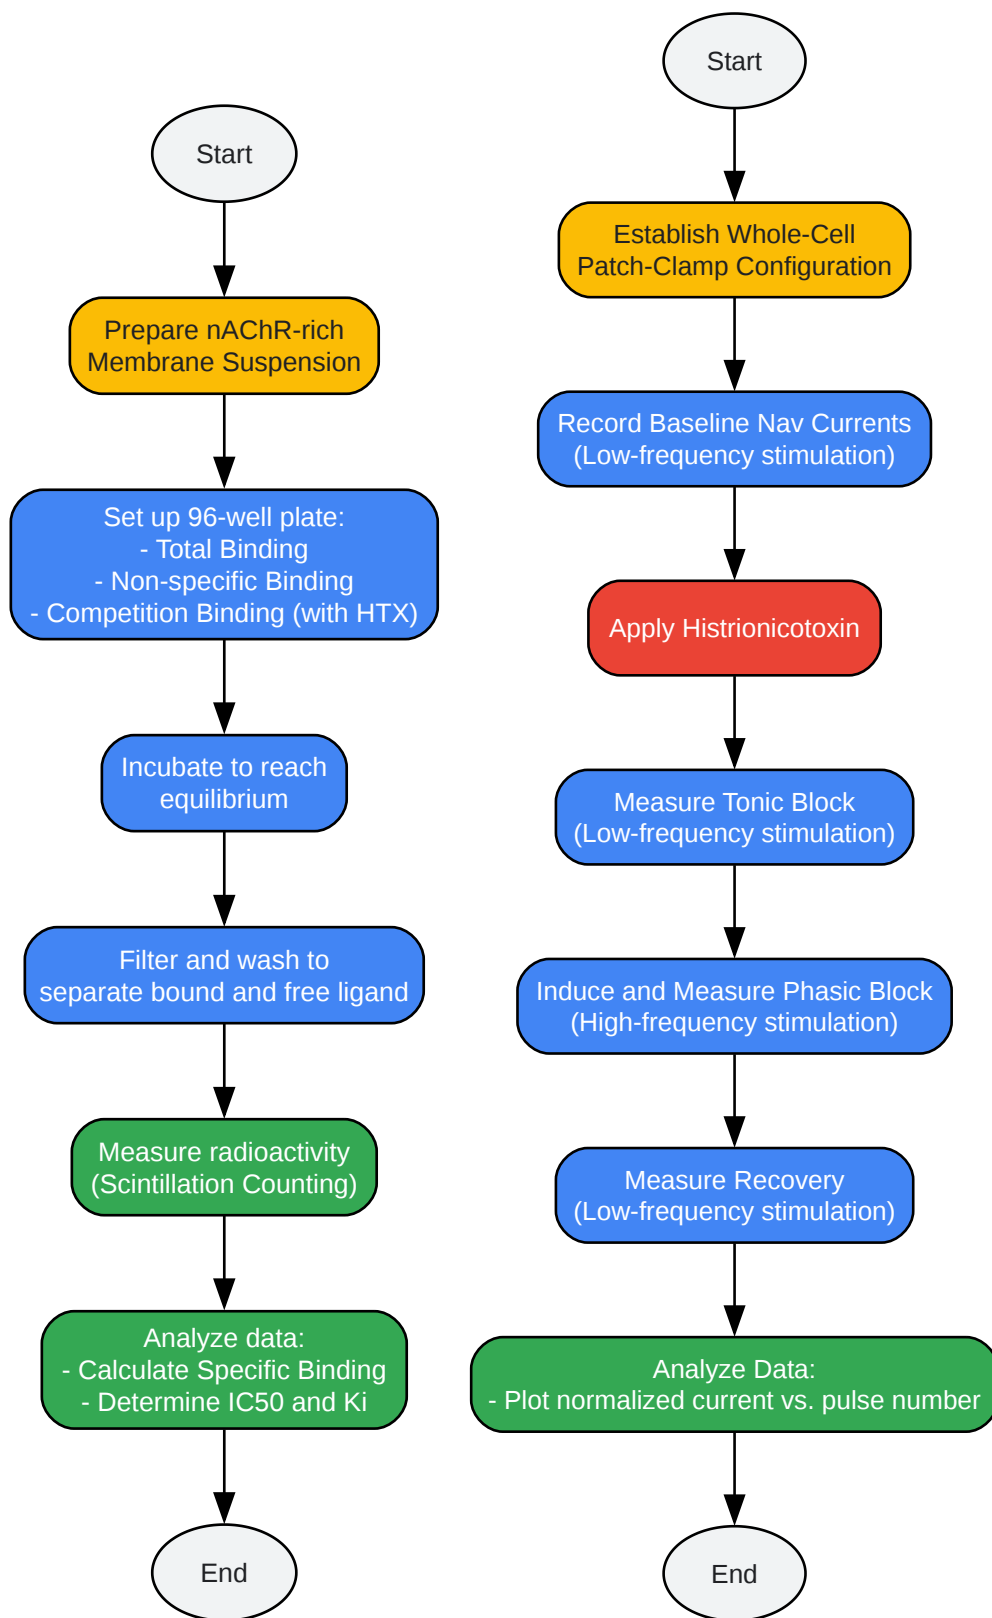 Start
Prepare nAChR-rich
Membrane Suspension
Set up 96-well plate:
- Total Binding
- Non-specific Binding
- Competition Binding (with HTX)
Incubate to reach
equilibrium
Filter and wash to
separate bound and free ligand
Measure radioactivity
(Scintillation Counting)
Analyze data:
- Calculate Specific Binding
- Determine IC50 and Ki
End
Start
Establish Whole-Cell
Patch-Clamp Configuration
Record Baseline Nav Currents
(Low-frequency stimulation)
Apply Histrionicotoxin
Measure Tonic Block
(Low-frequency stimulation)
Induce and Measure Phasic Block
(High-frequency stimulation)
Measure Recovery
(Low-frequency stimulation)
Analyze Data:
- Plot normalized current vs. pulse number
End